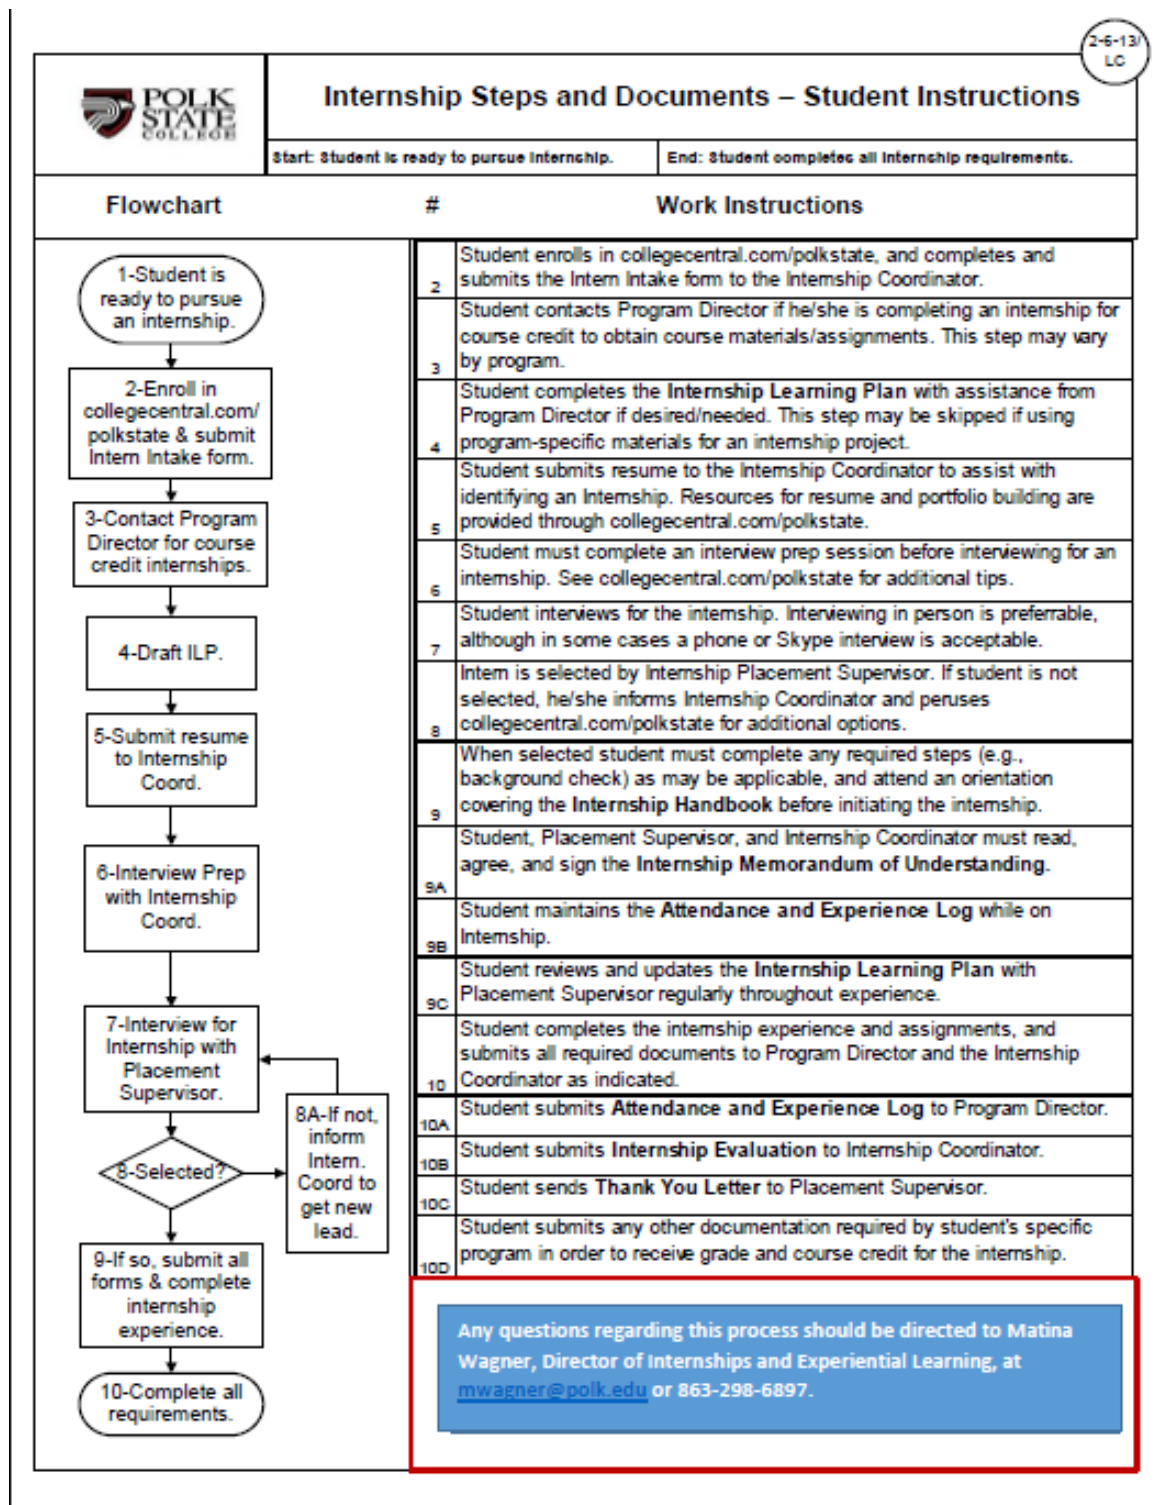 2-6-13/
LC
POLK
STATE
COLLEGE
Internship Steps and Documents – Student Instructions
Start: Student is ready to pursue internship.
End: Student completes all internship requirements.
Flowchart
#
Work Instructions
1-Student is
ready to pursue
an internship.
2-Enroll in
collegecentral.com/
polkstate & submit
Intern Intake form.
3-Contact Program
Director for course
credit internships.
4-Draft ILP.
5-Submit resume
to Internship
Coord.
6-Interview Prep
with Internship
Coord.
7-Interview for
Internship with
Placement
Supervisor.
8-Selected?
8A-If not,
inform
Intern.
Coord to
get new
lead.
9-If so, submit all
forms & complete
internship
experience.
10-Complete all
requirements.
Student enrolls in collegecentral.com/polkstate, and completes and
2 submits the Intern Intake form to the Internship Coordinator.
Student contacts Program Director if he/she is completing an internship for
course credit to obtain course materials/assignments. This step may vary
3 by program.
Student completes the Internship Learning Plan with assistance from
Program Director if desired/needed. This step may be skipped if using
4 program-specific materials for an internship project.
Student submits resume to the Internship Coordinator to assist with
identifying an Internship. Resources for resume and portfolio building are
5 provided through collegecentral.com/polkstate.
Student must complete an interview prep session before interviewing for an
6 internship. See collegecentral.com/polkstate for additional tips.
Student interviews for the internship. Interviewing in person is preferrable,
7 although in some cases a phone or Skype interview is acceptable.
Intern is selected by Internship Placement Supervisor. If student is not
selected, he/she informs Internship Coordinator and peruses
8 collegecentral.com/polkstate for additional options.
When selected student must complete any required steps (e.g.,
background check) as may be applicable, and attend an orientation
9 covering the Internship Handbook before initiating the internship.
Student, Placement Supervisor, and Internship Coordinator must read,
agree, and sign the Internship Memorandum of Understanding.
9A
Student maintains the Attendance and Experience Log while on
9B Internship.
Student reviews and updates the Internship Learning Plan with
9C Placement Supervisor regularly throughout experience.
Student completes the internship experience and assignments, and
submits all required documents to Program Director and the Internship
10 Coordinator as indicated.
10A Student submits Attendance and Experience Log to Program Director.
10B Student submits Internship Evaluation to Internship Coordinator.
10C Student sends Thank You Letter to Placement Supervisor.
Student submits any other documentation required by student's specific
10D program in order to receive grade and course credit for the internship.
Any questions regarding this process should be directed to Matina
Wagner, Director of Internships and Experiential Learning, at
mwagner@polk.edu or 863-298-6897.